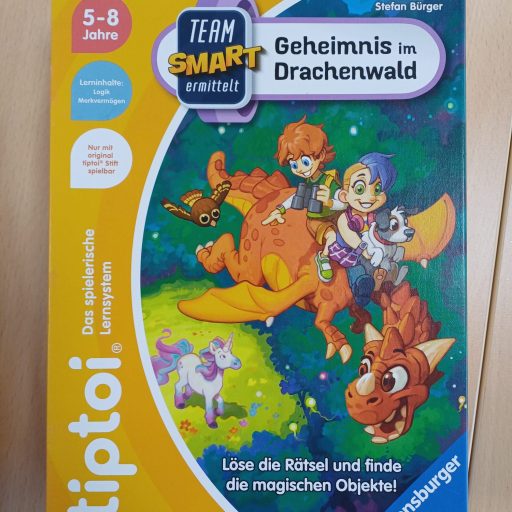 Stefan Bürger
5-8
Jahre
TEAM
SMART
ermittelt
Geheimnis im
Drachenwald
Lerninhalte:
Logik
Merkvermögen
Nur mit
original
tiptoi® Stift
spielbar
Das spielerische
Lernsystem
tiptoi®
Löse die Rätsel und finde
die magischen Objekte!
ensburger